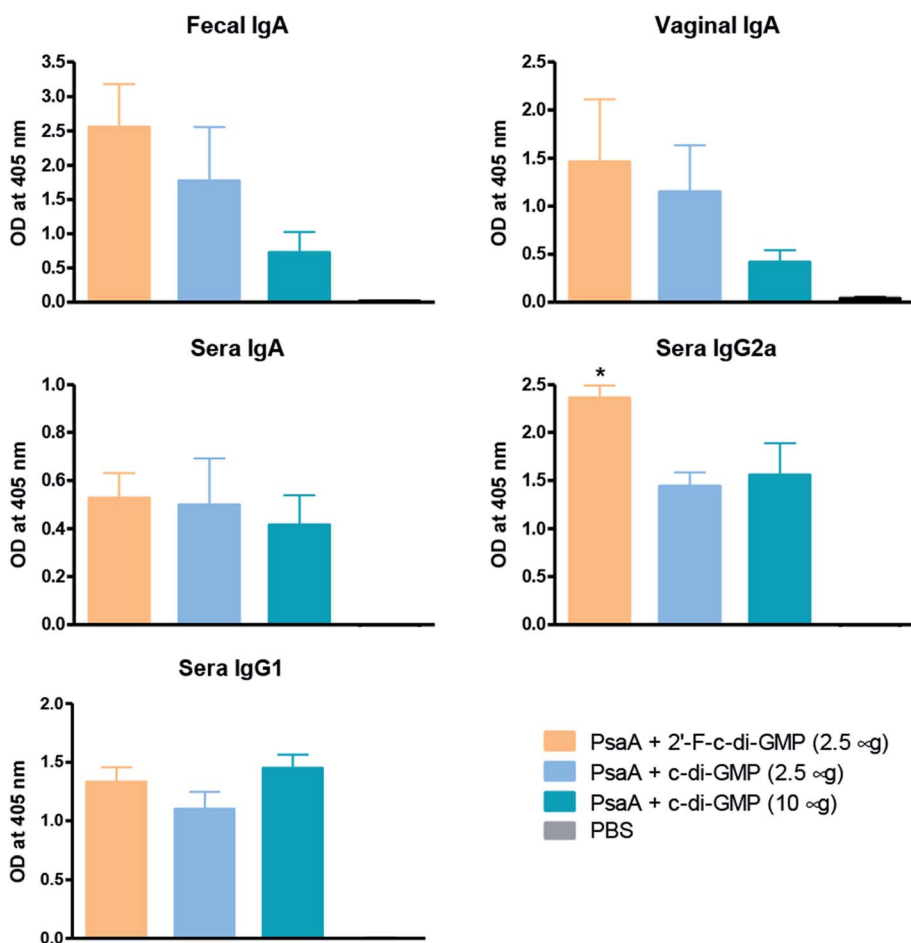 Fecal IgA
OD at 405 nm
3.5
3.0
2.5
2.0
1.5
1.0
0.5
0.0
Vaginal IgA
OD at 405 nm
2.5
2.0
1.5
1.0
0.5
0.0
Sera IgA
OD at 405 nm
1.0
0.8
0.6
0.4
0.2
0.0
Sera IgG2a
OD at 405 nm
2.5
2.0
1.5
1.0
0.5
0.0
*
Sera IgG1
OD at 405 nm
2.0
1.5
1.0
0.5
0.0
PsaA + 2'-F-c-di-GMP (2.5 ∝g)
PsaA + c-di-GMP (2.5 ∝g)
PsaA + c-di-GMP (10 ∝g)
PBS